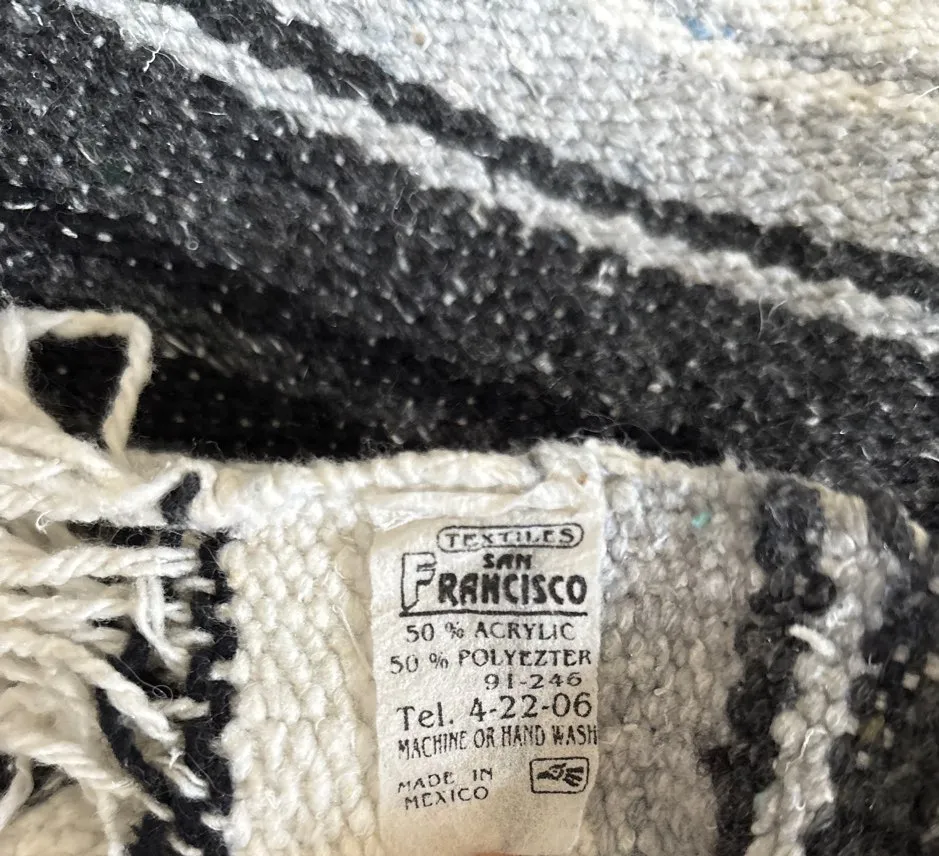 TEXTILES
SAN
FRANCISCO
50 % ACRYLIC
50 % POLYEZTER
91-246
Tel. 4-22-06
MACHINE OR HAND WASH
MADE IN
MEXICO